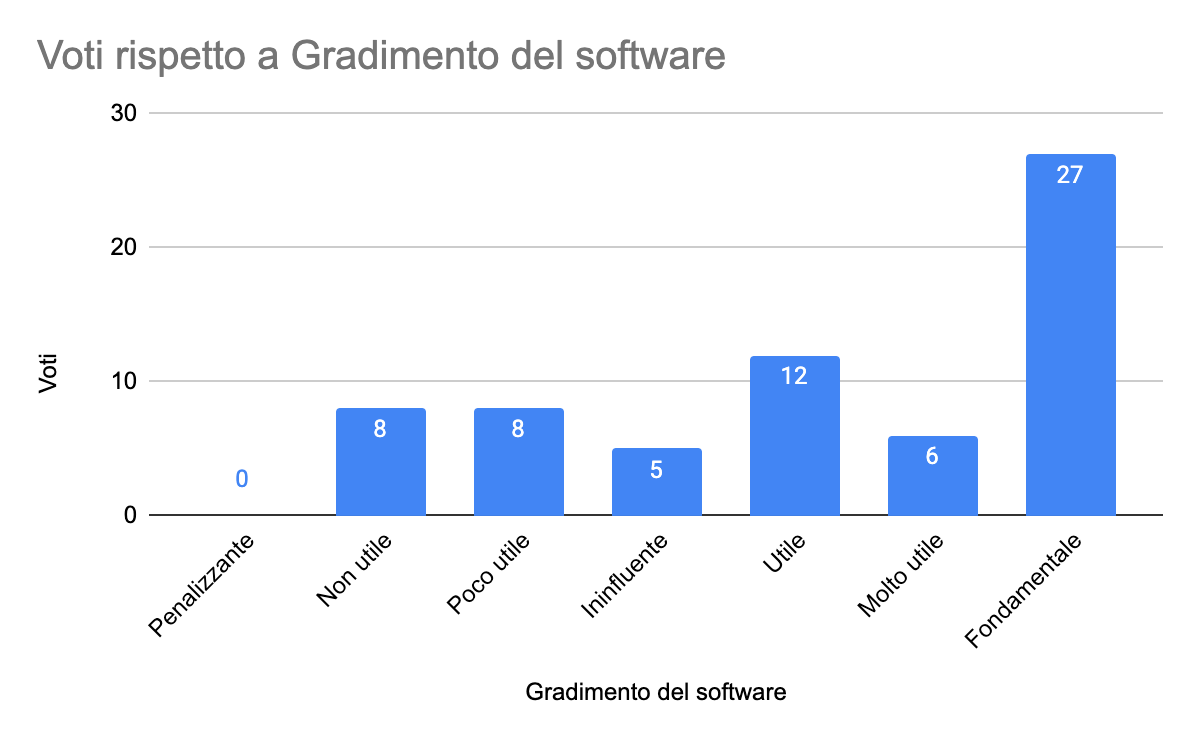 Voti rispetto a Gradimento del software
30
20
10
0
Voti
0
8
8
5
12
6
27
Penalizzante
Non utile
Poco utile
Ininfluente
Utile
Molto utile
Fondamentale
Gradimento del software